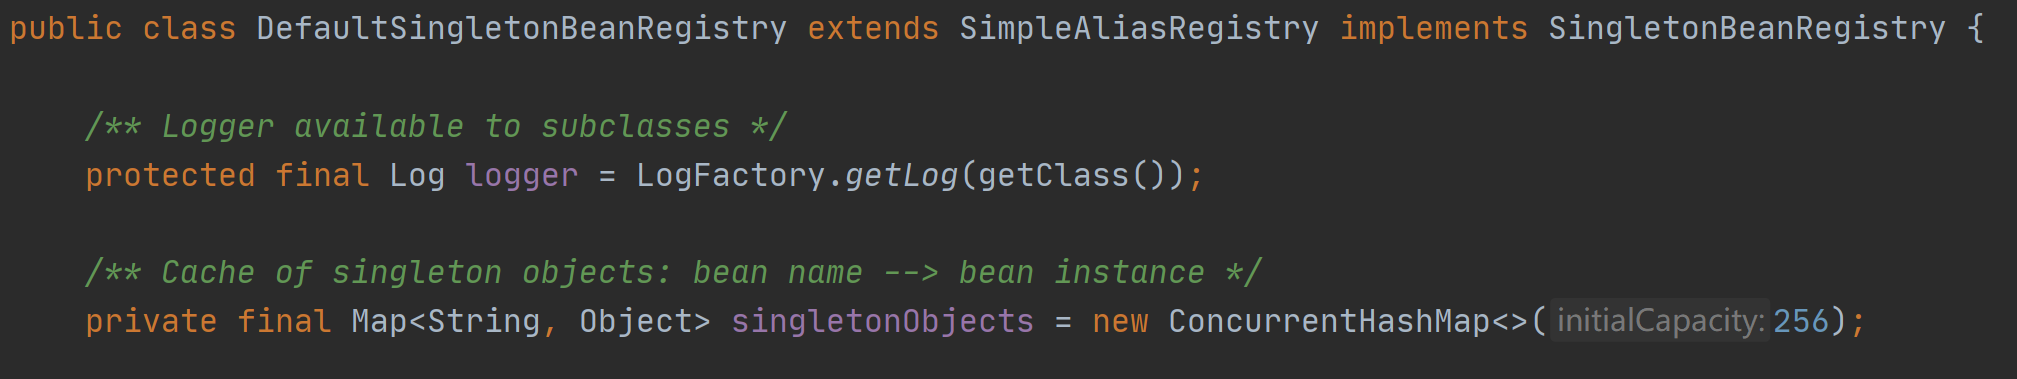 public class DefaultSingletonBeanRegistry extends SimpleAliasRegistry implements SingletonBeanRegistry {
/** Logger available to subclasses */
protected final Log logger = LogFactory.getLog(getClass());
/** Cache of singleton objects: bean name --> bean instance */
private final Map<String, Object> singletonObjects = new ConcurrentHashMap<>( initialCapacity: 256);